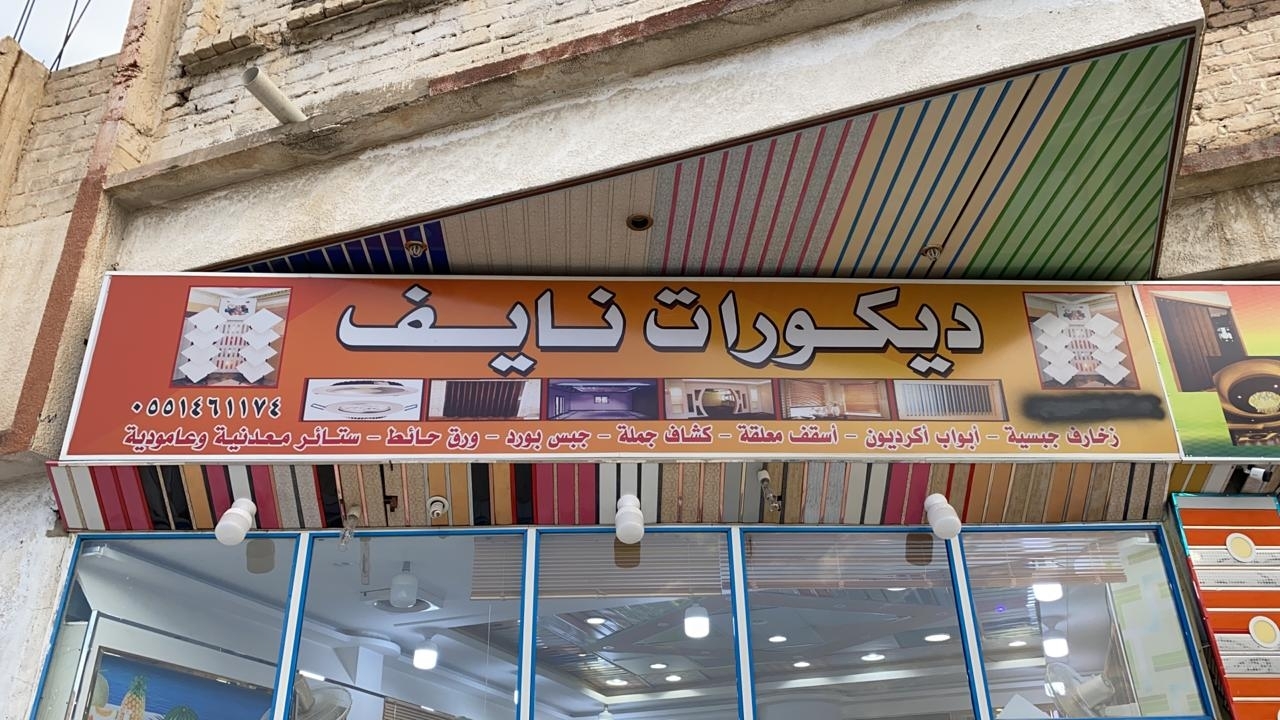 ديكورات نايف
٠٥٥١٤٦١١٧٤
زخارف جبسية - أبواب أكرديون - أسقف معلقة - كشاف جملة - جبس بورد - ورق حائط - ستائر معدنية وعامودية